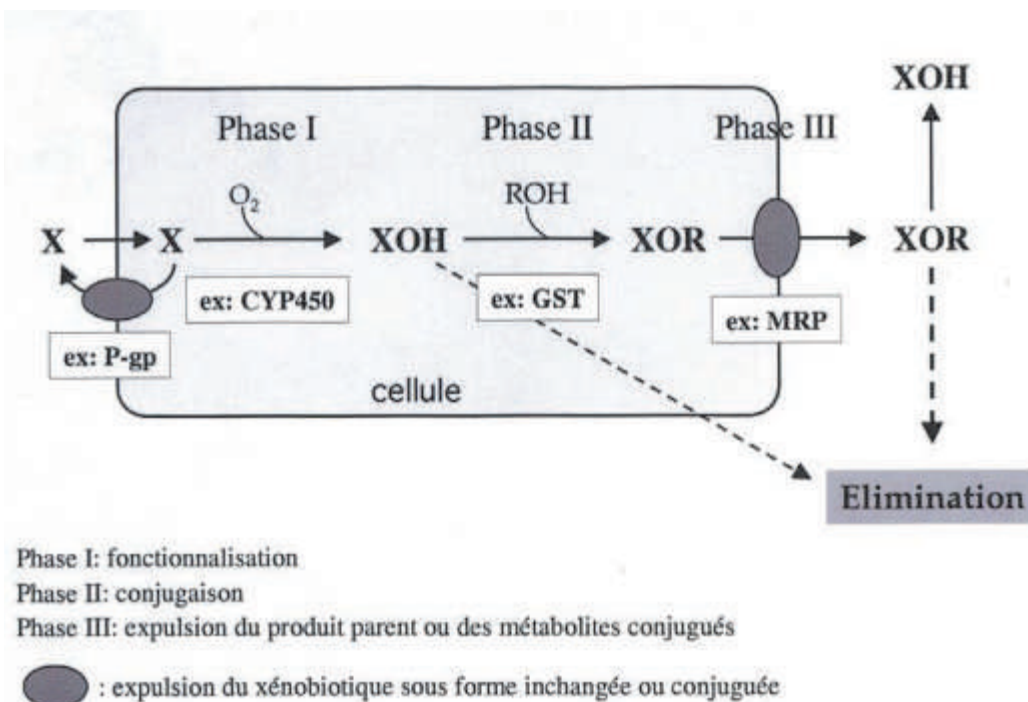 XOH
Phase I
Phase II
Phase III
O₂
ROH
X
X
XOH
XOR
XOR
ex: CYP450
ex: GST
ex: MRP
ex: P-gp
cellule
Elimination
Phase I: fonctionnalisation
Phase II: conjugaison
Phase III: expulsion du produit parent ou des métabolites conjugués
: expulsion du xénobiotique sous forme inchangée ou conjuguée